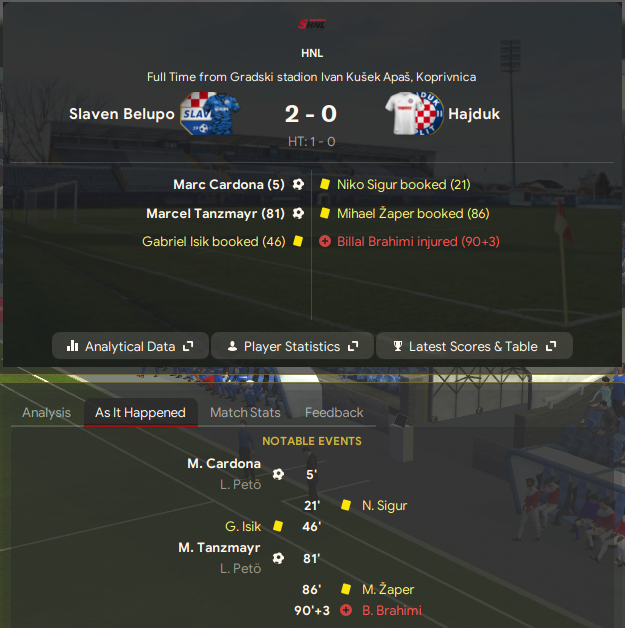 HNL
HNL
Full Time from Gradski stadion Ivan Kušek Apaš, Koprivnica
Slaven Belupo SLAV 2 - 0 Hajduk
HT: 1 - 0
Marc Cardona (5) Niko Sigur booked (21)
Marcel Tanzmayr (81) Mihael Žaper booked (86)
Gabriel Isik booked (46) Billal Brahimi injured (90+3)
Analytical Data Player Statistics Latest Scores & Table
Analysis As It Happened Match Stats Feedback
NOTABLE EVENTS
M. Cardona 5'
L. Petö
21' N. Sigur
G. Isik 46'
M. Tanzmayr 81'
L. Petö
86' M. Žaper
90'+3 B. Brahimi